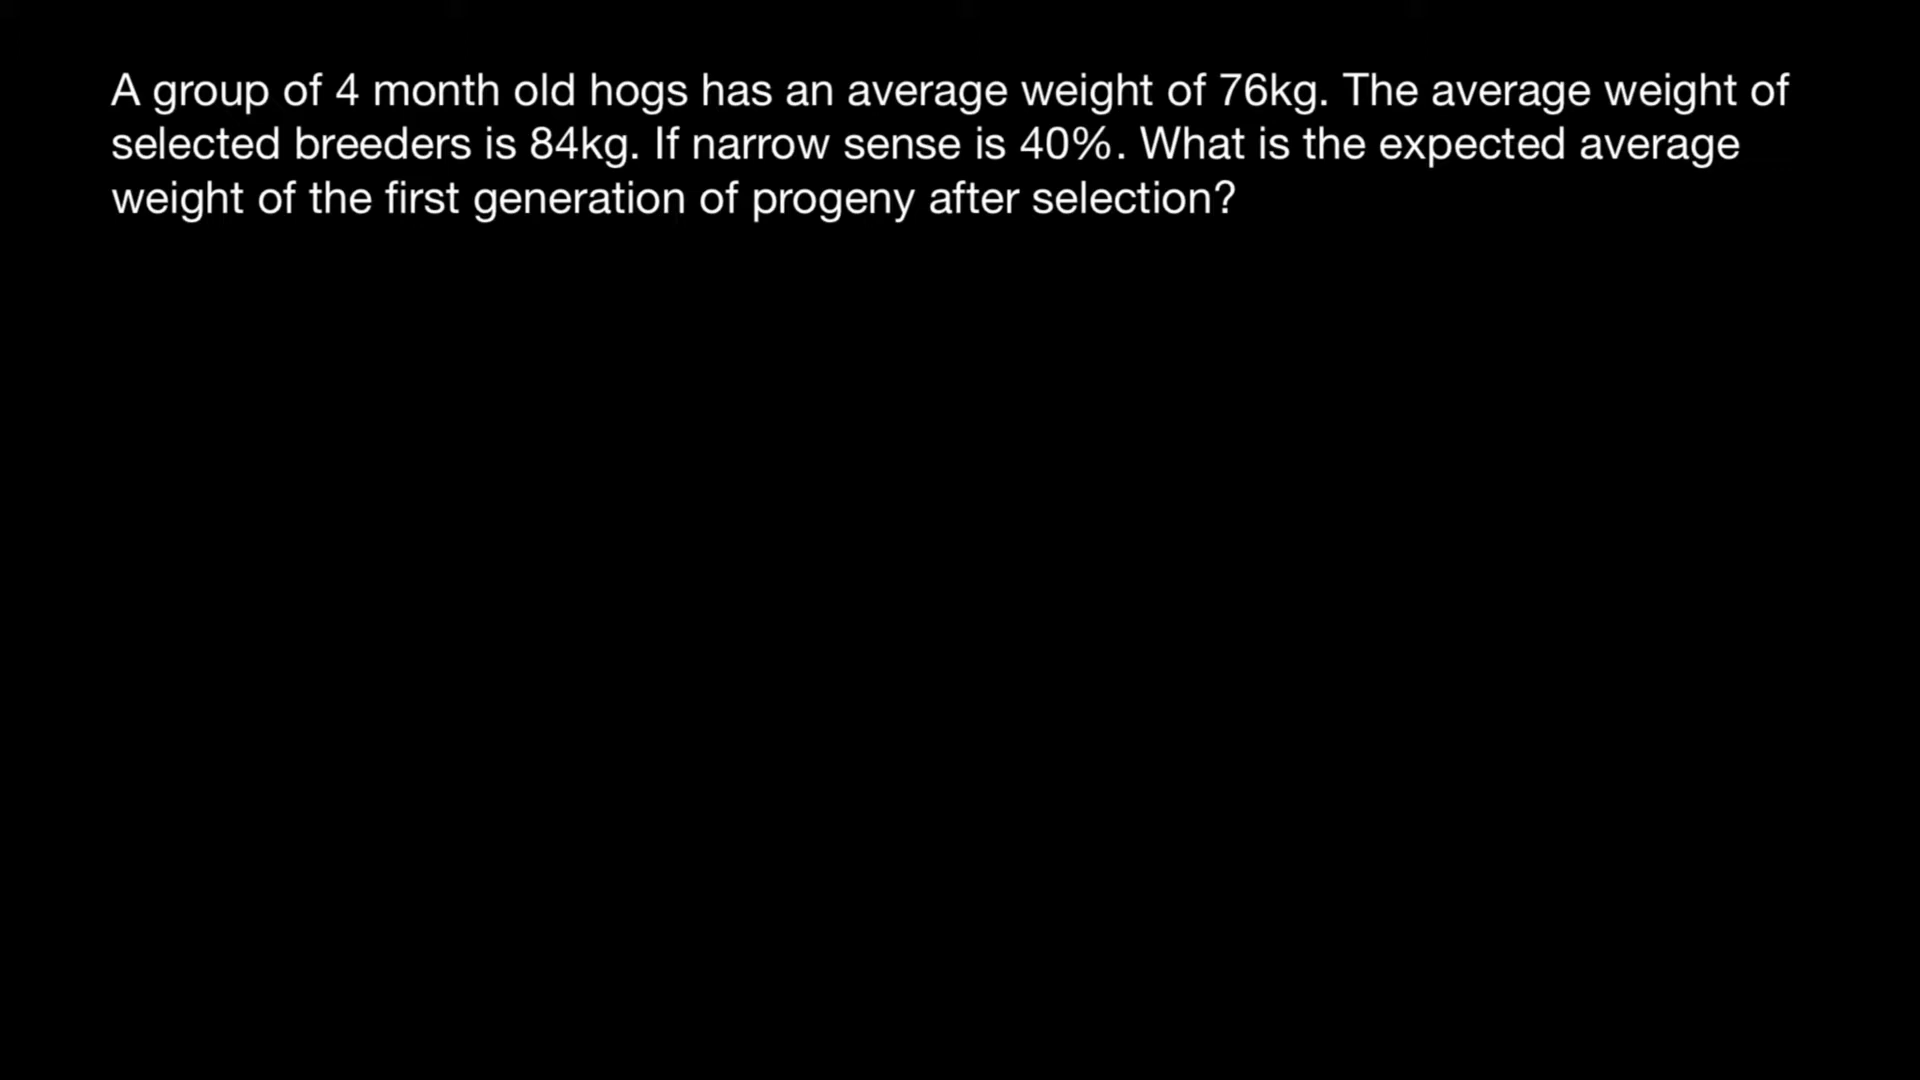 A group of 4 month old hogs has an average weight of 76kg. The average weight of
selected breeders is 84kg. If narrow sense is 40%. What is the expected average
weight of the first generation of progeny after selection?